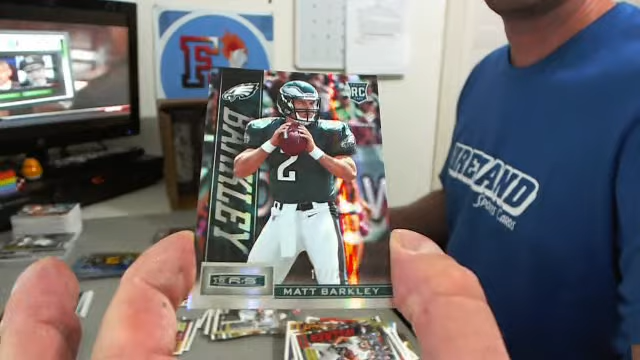 F
RC
BARKLEY
2
R&S
MATT BARKLEY
IRELAND
Sports Cards